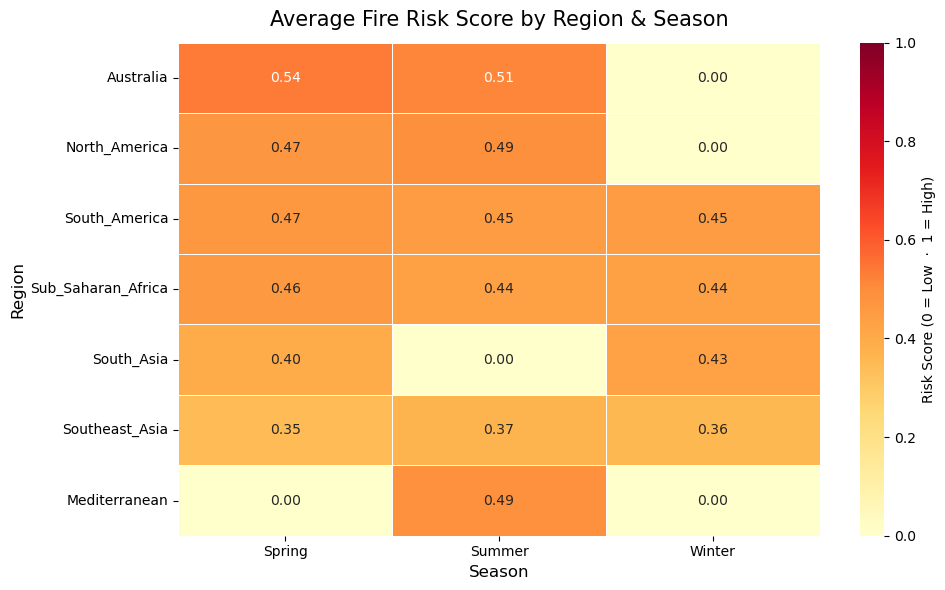 Average Fire Risk Score by Region & Season
Australia
0.54
0.51
0.00
North_America
0.47
0.49
0.00
South_America
0.47
0.45
0.45
Sub_Saharan_Africa
0.46
0.44
0.44
South_Asia
0.40
0.00
0.43
Southeast_Asia
0.35
0.37
0.36
Mediterranean
0.00
0.49
0.00
Spring
Summer
Winter
Season
Region
1.0
0.8
0.6
0.4
0.2
0.0
Risk Score (0 = Low · 1 = High)